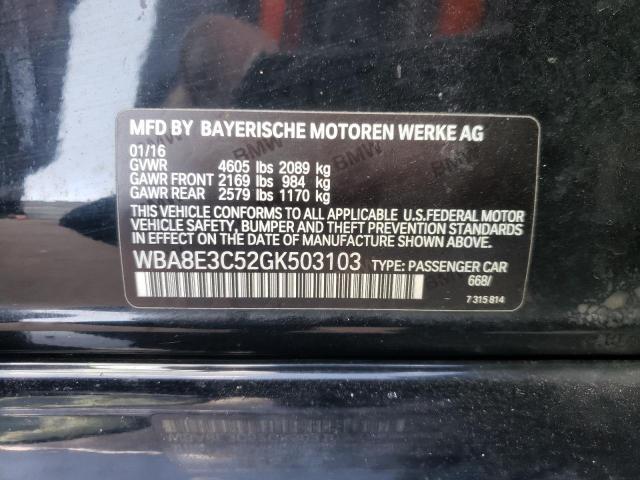 MFD BY BAYERISCHE MOTOREN WERKE AG
01/16
GVWR 4605 lbs 2089 kg
GAWR FRONT 2169 lbs 984 kg
GAWR REAR 2579 lbs 1170 kg
THIS VEHICLE CONFORMS TO ALL APPLICABLE U.S.FEDERAL MOTOR
VEHICLE SAFETY, BUMPER AND THEFT PREVENTION STANDARDS
IN EFFECT ON THE DATE OF MANUFACTURE SHOWN ABOVE.
WBA8E3C52GK503103 TYPE: PASSENGER CAR
668/
7 315 814